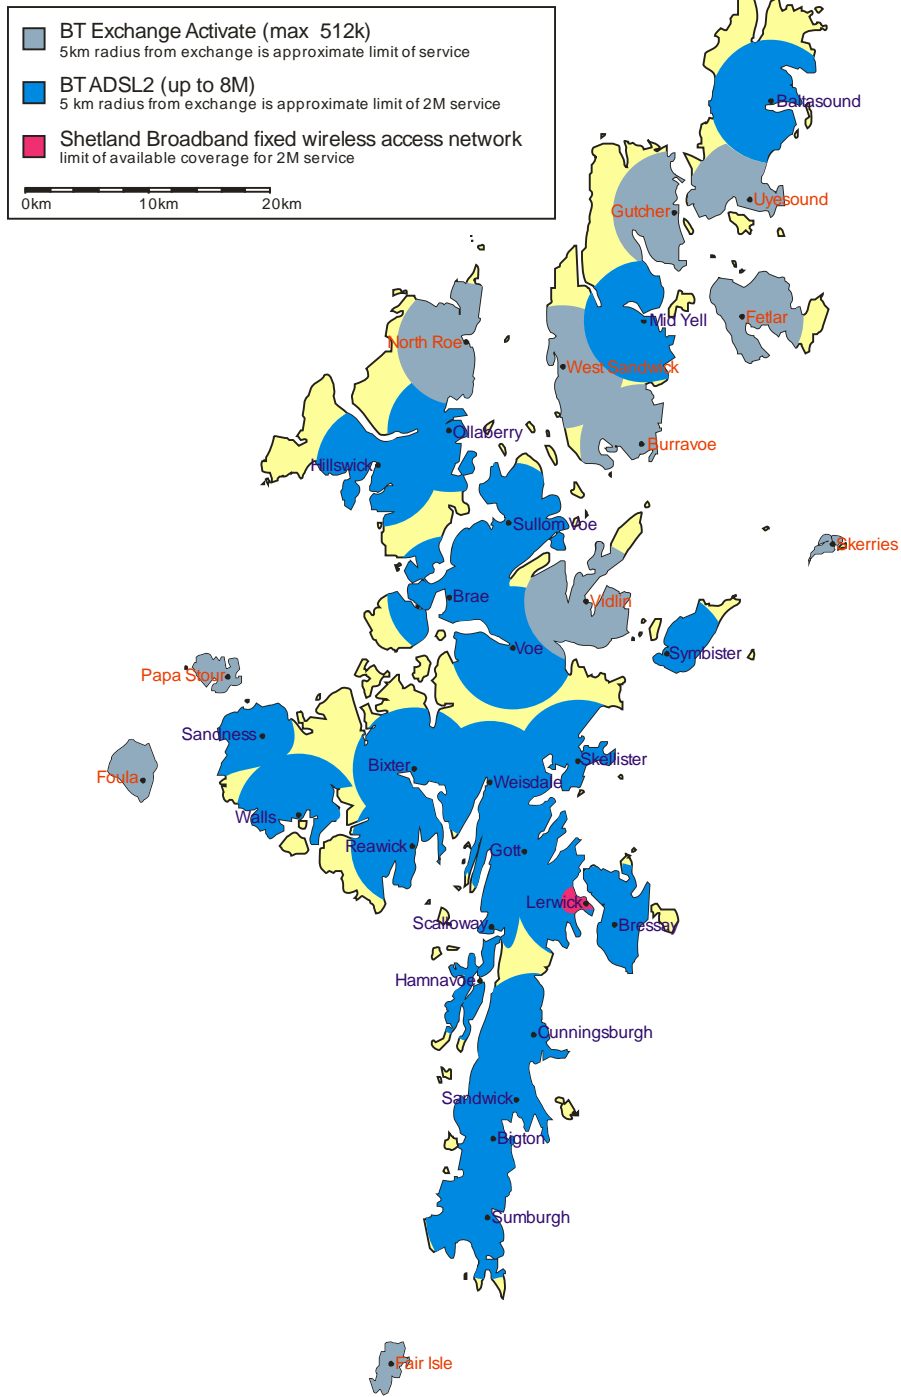 BT Exchange Activate (max 512k)
5km radius from exchange is approximate limit of service
BT ADSL2 (up to 8M)
5 km radius from exchange is approximate limit of 2M service
Shetland Broadband fixed wireless access network
limit of available coverage for 2M service
0km 10km 20km
Baltasound
Uyesound
Gutcher
Fetlar
Mid Yell
North Roe
West Sandwick
Ollaberry
Burravoe
Hillswick
Sullom Voe
Skerries
Brae
Vidlin
Voe
Symbister
Papa Stour
Sandness
Skellister
Bixter
Foula
Weisdale
Walls
Reawick
Gott
Lerwick
Scalloway
Bressay
Hamnavoe
Cunningsburgh
Sandwick
Bigton
Sumburgh
Fair Isle